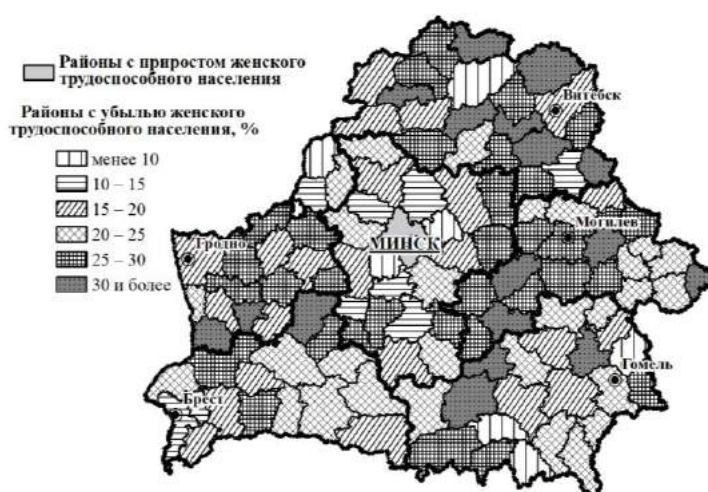 Районы с приростом женского
трудоспособного населения
Районы с убылью женского
трудоспособного населения, %
менее 10
10 – 15
15 – 20
20 – 25
25 – 30
30 и более
Витебск
Могилев
Гродно
МИНСК
Гомель
Брест